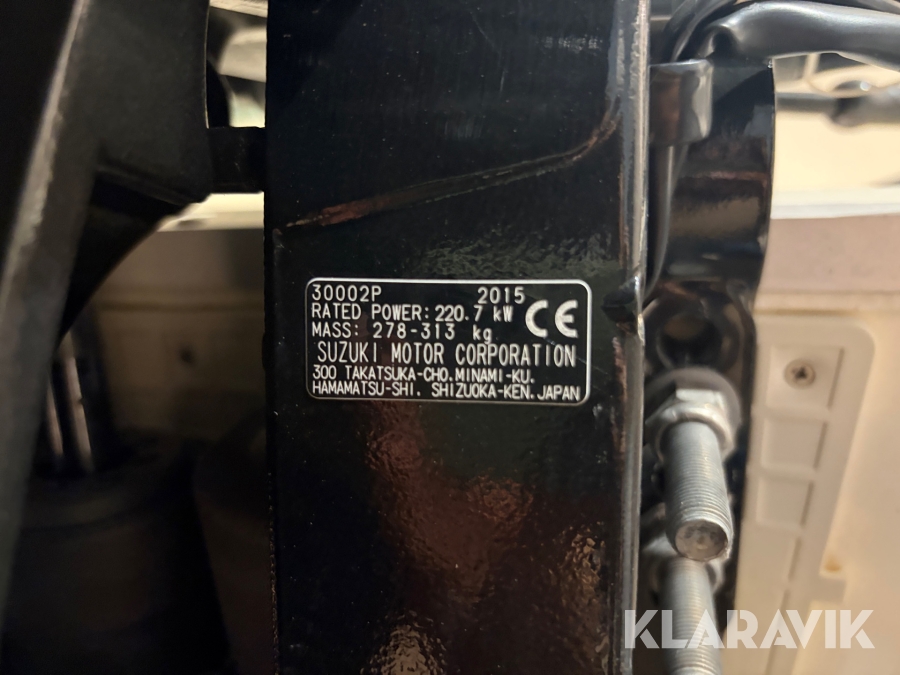 30002P 2015
RATED POWER: 220.7 kW CE
MASS: 278-313 kg
SUZUKI MOTOR CORPORATION
300 TAKATSUKA-CHO.MINAMI-KU.
HAMAMATSU-SHI. SHIZUOKA-KEN.JAPAN
KLARAVIK